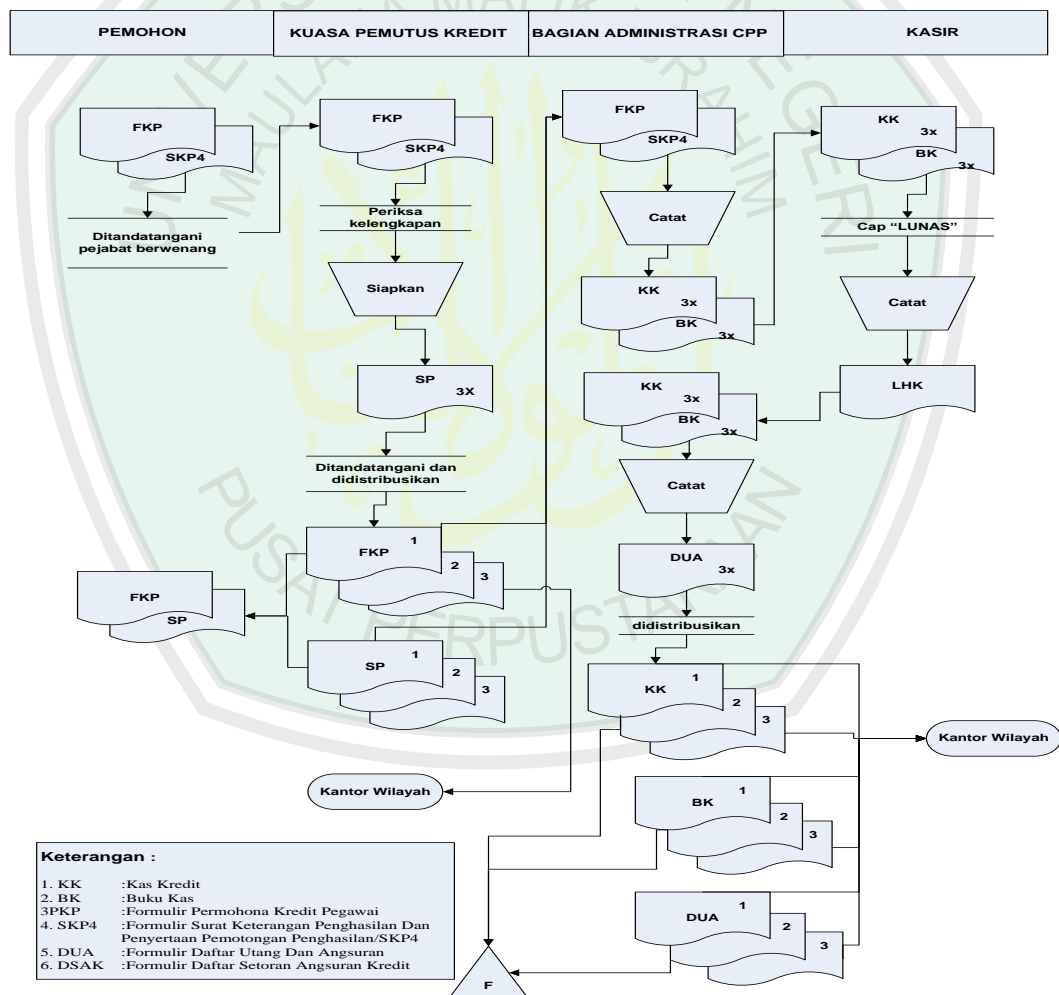 PEMOHON
KUASA PEMUTUS KREDIT
BAGIAN ADMINISTRASI CPP
KASIR
FKP
SKP4
Ditandatangani
pejabat berwenang
FKP
SP
FKP
SKP4
Periksa
kelengkapan
Siapkan
SP
3X
Ditandatangani dan
didistribusikan
FKP
1
2
3
SP
1
2
3
Kantor Wilayah
FKP
SKP4
Catat
KK
3x
BK
3x
KK
3x
BK
3x
Catat
DUA
3x
didistribusikan
KK
1
2
3
BK
1
2
3
DUA
1
2
3
F
KK
3x
BK
3x
Cap “LUNAS”
Catat
LHK
Kantor Wilayah
Keterangan :
1. KK :Kas Kredit
2. BK :Buku Kas
3PKP :Formulir Permohona Kredit Pegawai
4. SKP4 :Formulir Surat Keterangan Penghasilan Dan
Penyertaan Pemotongan Penghasilan/SKP4
5. DUA :Formulir Daftar Utang Dan Angsuran
6. DSAK :Formulir Daftar Setoran Angsuran Kredit
PUSAT PERPUSTAKAAN